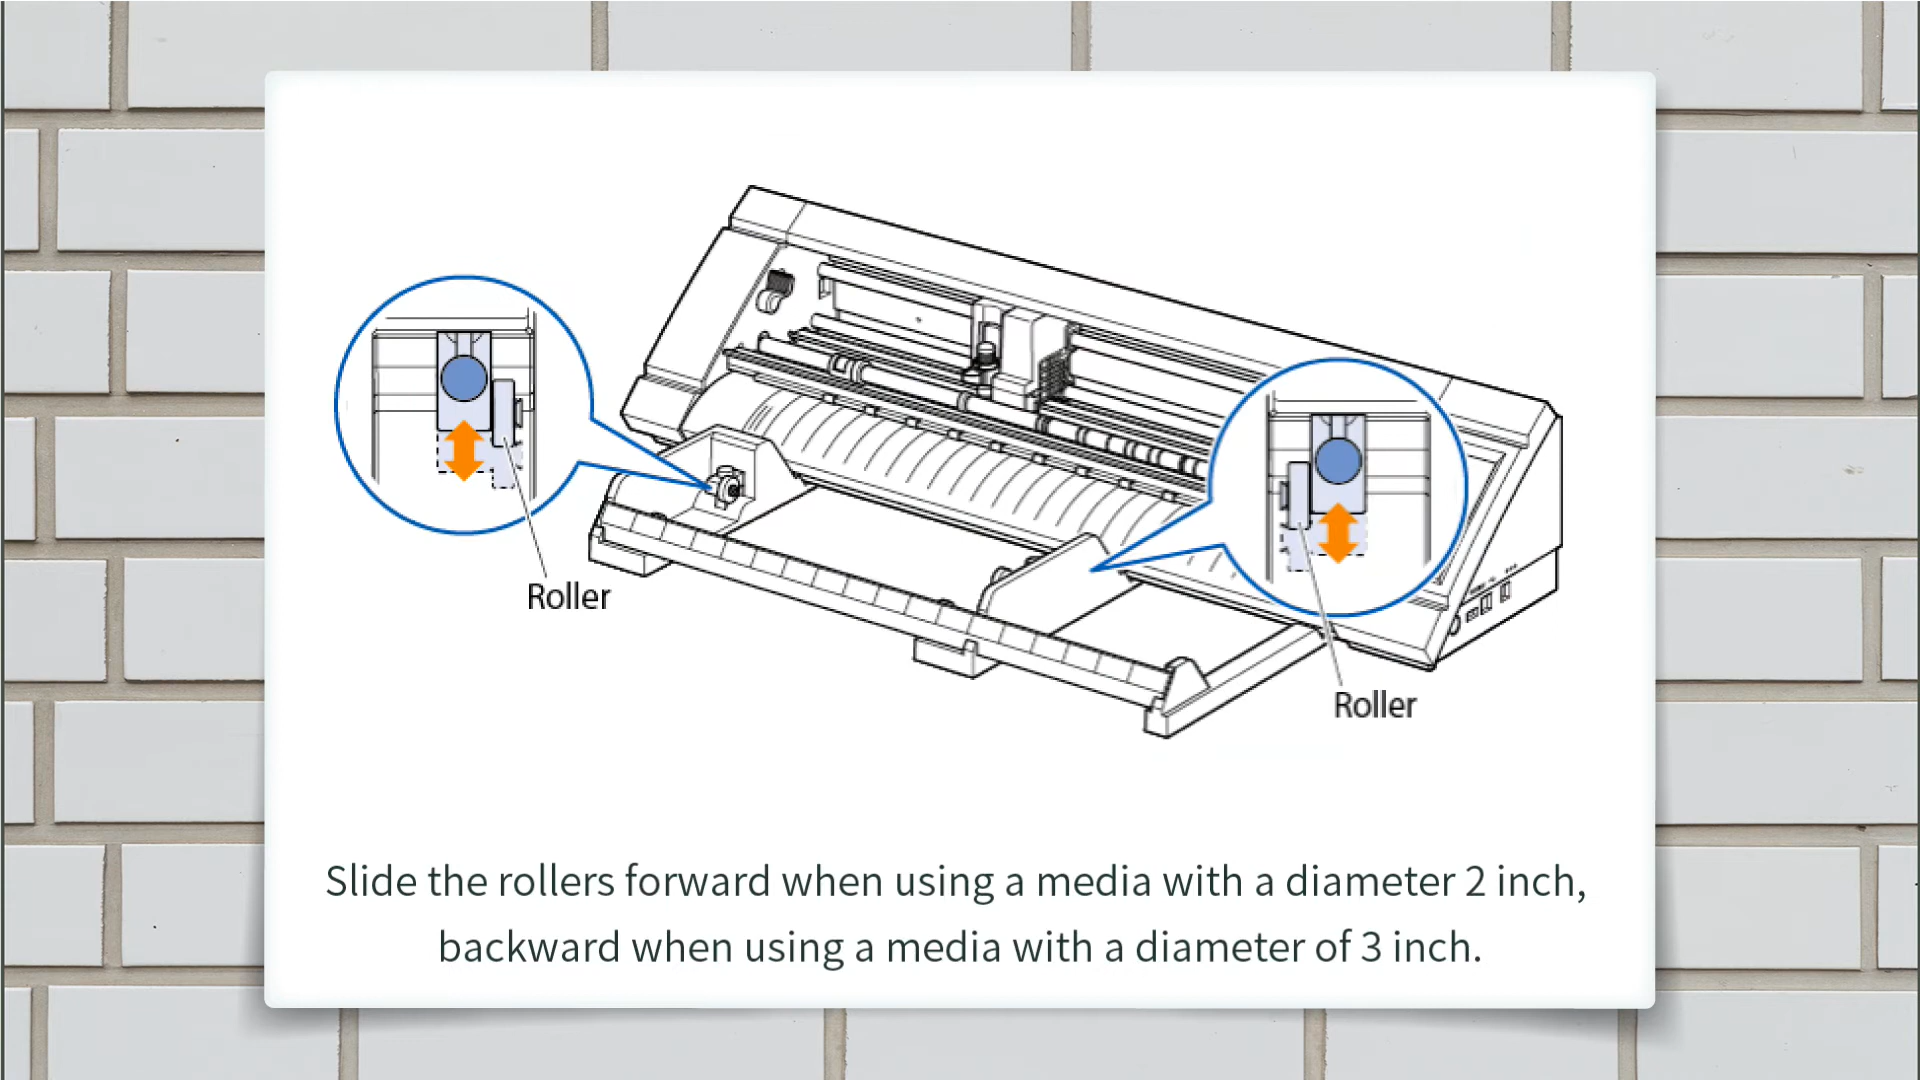 Roller
Roller
Slide the rollers forward when using a media with a diameter 2 inch,
backward when using a media with a diameter of 3 inch.